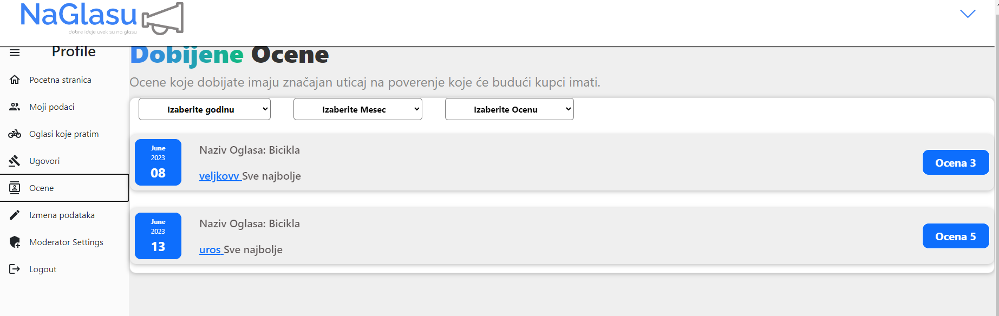 NaGlasu
dobre ideje uvek su na glasu
Profile
Pocetna stranica
Moji podaci
Oglasi koje pratim
Ugovori
Ocene
Izmena podataka
Moderator Settings
Logout
Dobijene Ocene
Ocene koje dobijate imaju značajan uticaj na poverenje koje će budući kupci imati.
Izaberite godinu
Izaberite Mesec
Izaberite Ocenu
June
2023
08
Naziv Oglasa: Bicikla
veljkovv Sve najbolje
Ocena 3
June
2023
13
Naziv Oglasa: Bicikla
uros Sve najbolje
Ocena 5